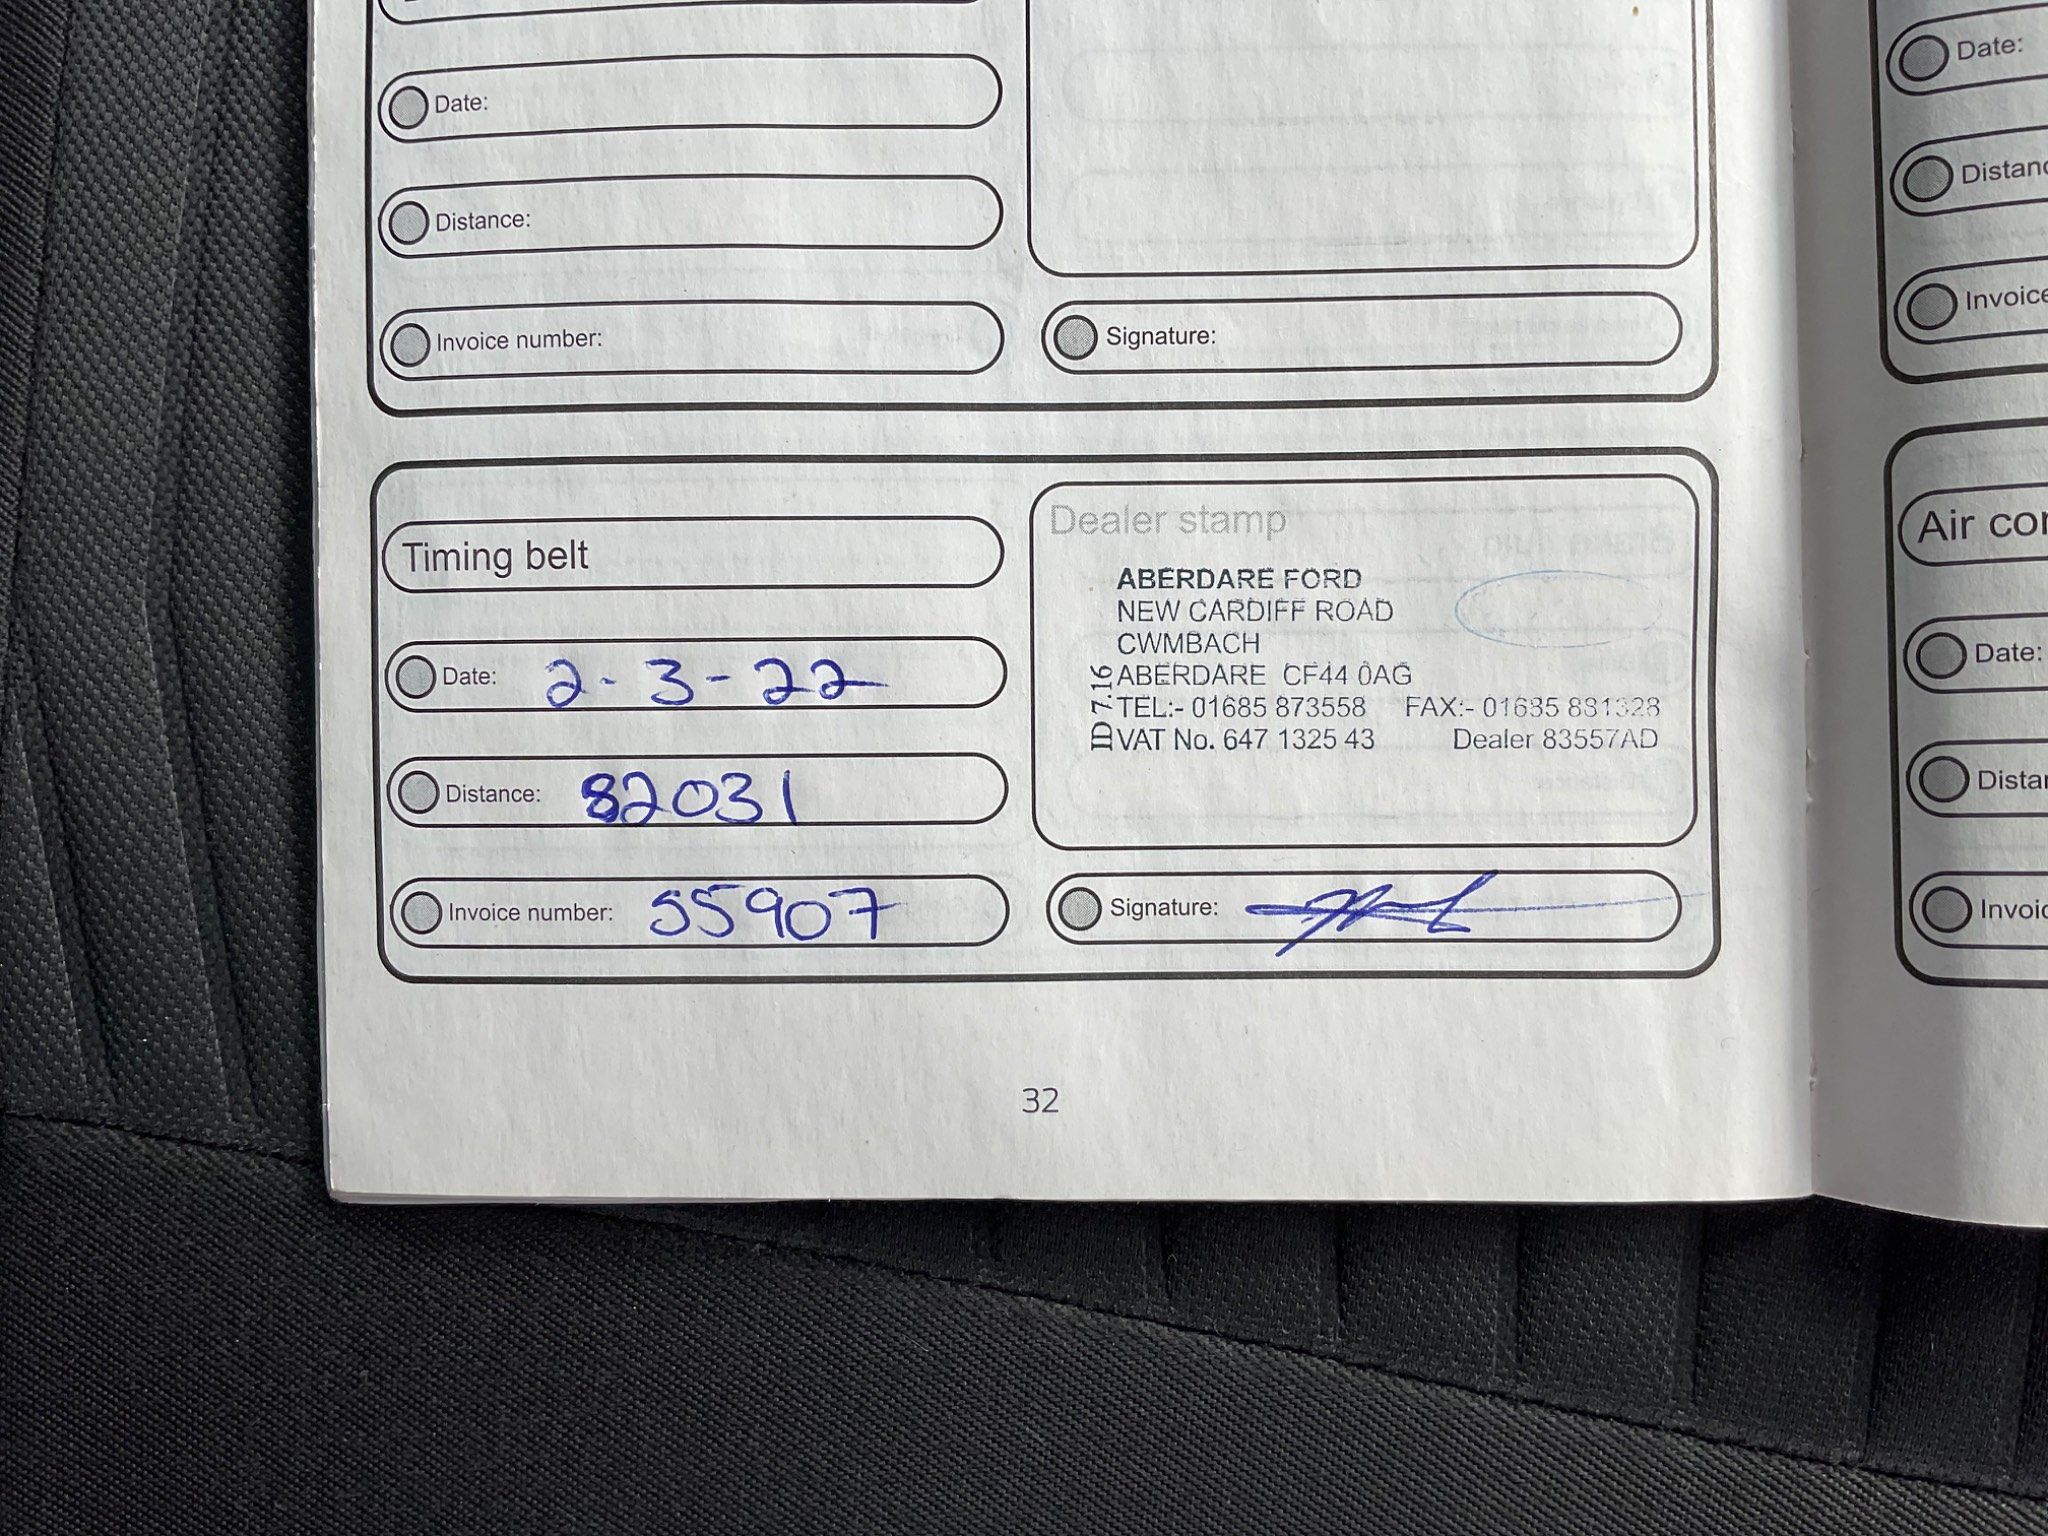 Date:
Distance:
Invoice number:
Signature:
Timing belt
Date: 2-3-22
Distance: 82031
Invoice number: 55907
Dealer stamp
ABERDARE FORD
NEW CARDIFF ROAD
CWMBACH
ABERDARE CF44 0AG
TEL:- 01685 873558 FAX:- 01685 881328
VAT No. 647 1325 43 Dealer 83557AD
ID 7.16
Signature:
32
Date:
Distanc
Invoice
Air cor
Date:
Distar
Invoic